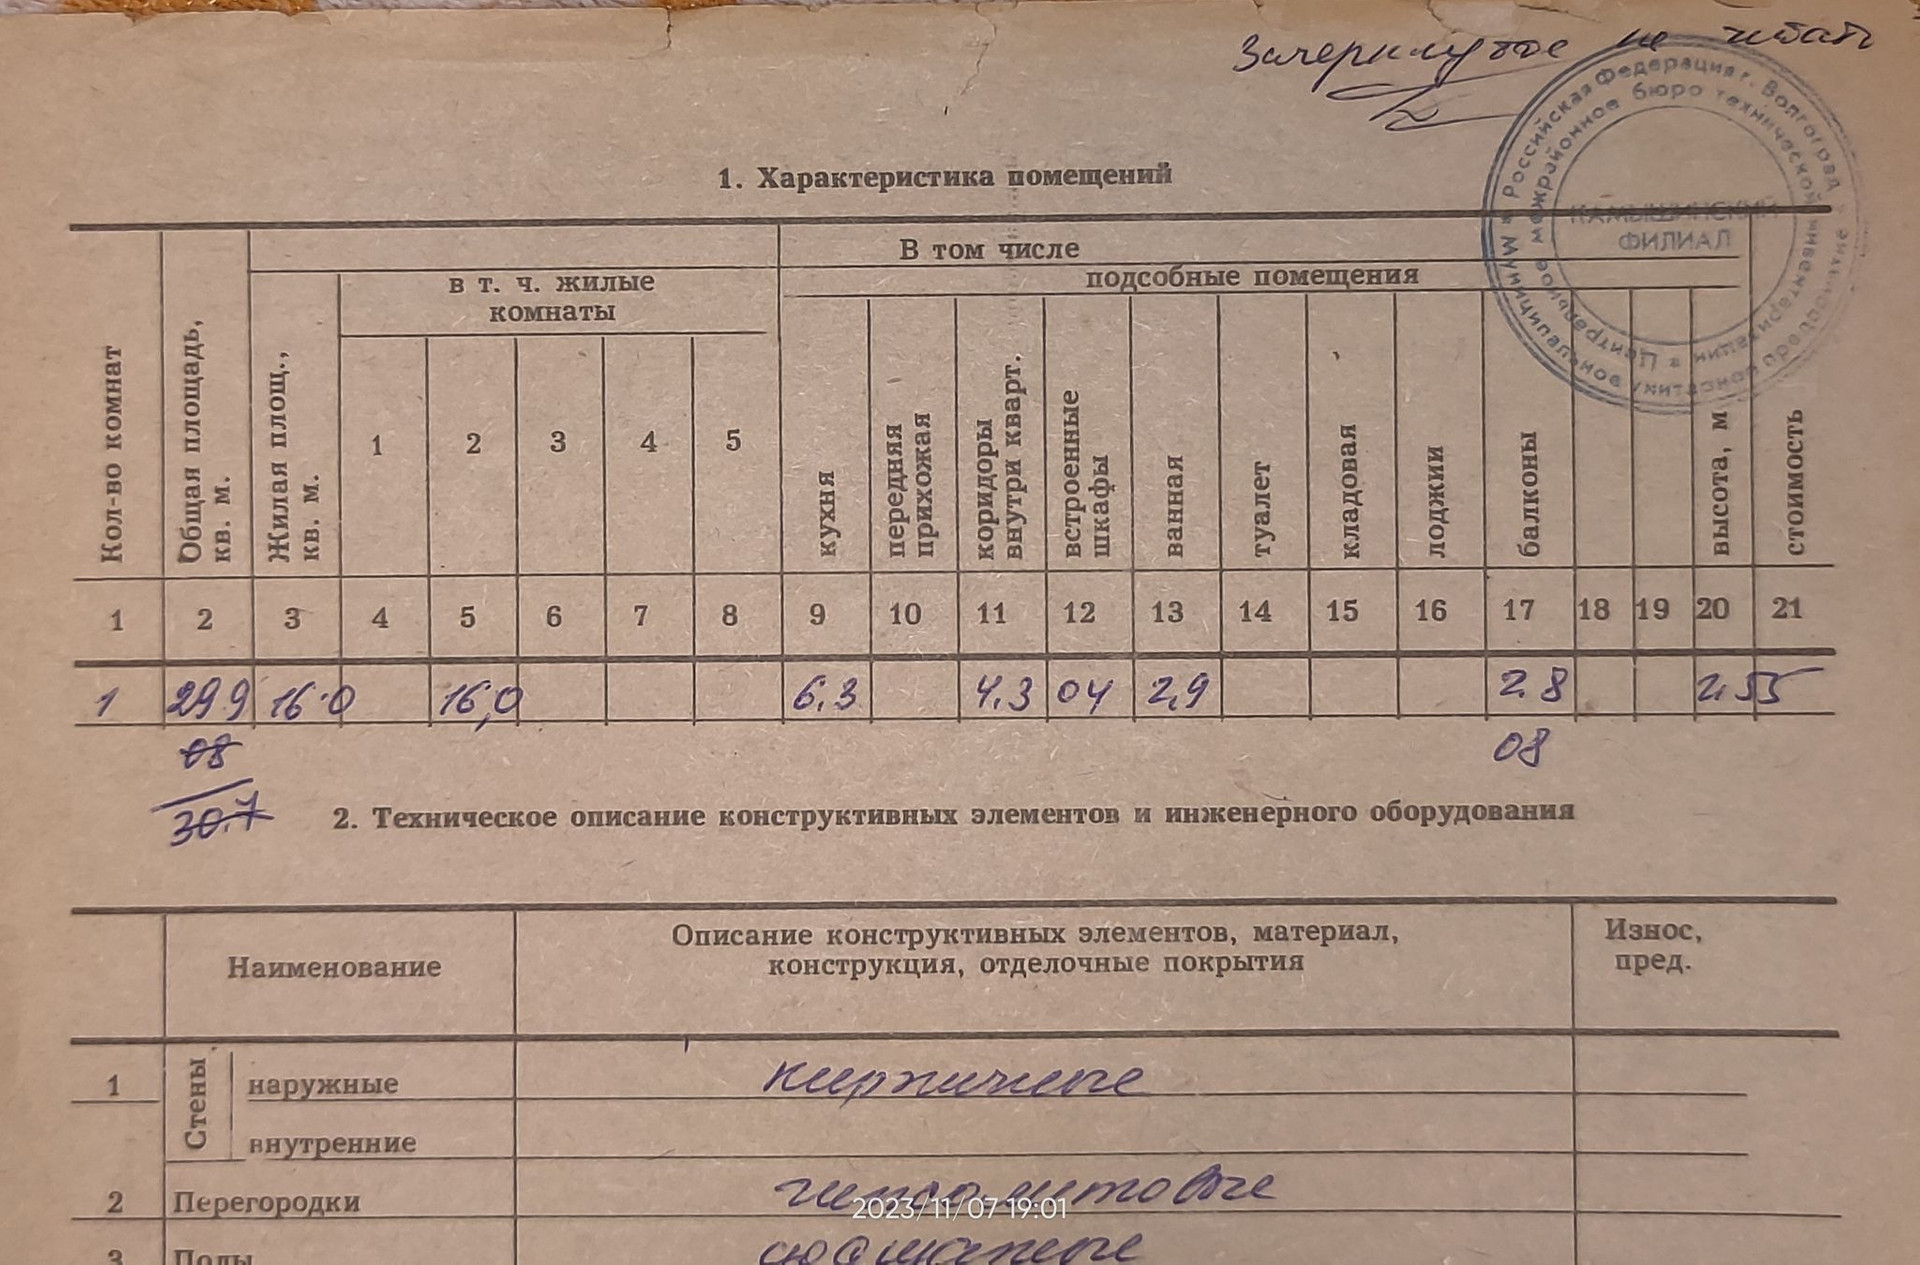 Зачеркнутое не читать
Российская Федерация г. Волгоград
межрайонное бюро технической инвентаризации
Центральное
Муниципальное
КАМЫШИНСКИЙ
ФИЛИАЛ
1. Характеристика помещений
Кол-во комнат
Общая площадь,
кв. м.
Жилая площ.,
кв. м.
В том числе
в т. ч. жилые
комнаты
1 2 3 4 5
подсобные помещения
кухня
передняя
прихожая
коридоры
внутри кварт.
встроенные
шкафы
ванная
туалет
кладовая
лоджии
балконы
высота, м
стоимость
1 2 3 4 5 6 7 8 9 10 11 12 13 14 15 16 17 18 19 20 21
1 29.9 16.0 16,0 6.3 4.3 04 2,9 2.8 2.55
08 08
30.7
2. Техническое описание конструктивных элементов и инженерного оборудования
Наименование
Описание конструктивных элементов, материал,
конструкция, отделочные покрытия
Износ,
пред.
1 Стены наружные кирпичные
внутренние
2 Перегородки
2023/11/07 19:01
3 Полы дощатые